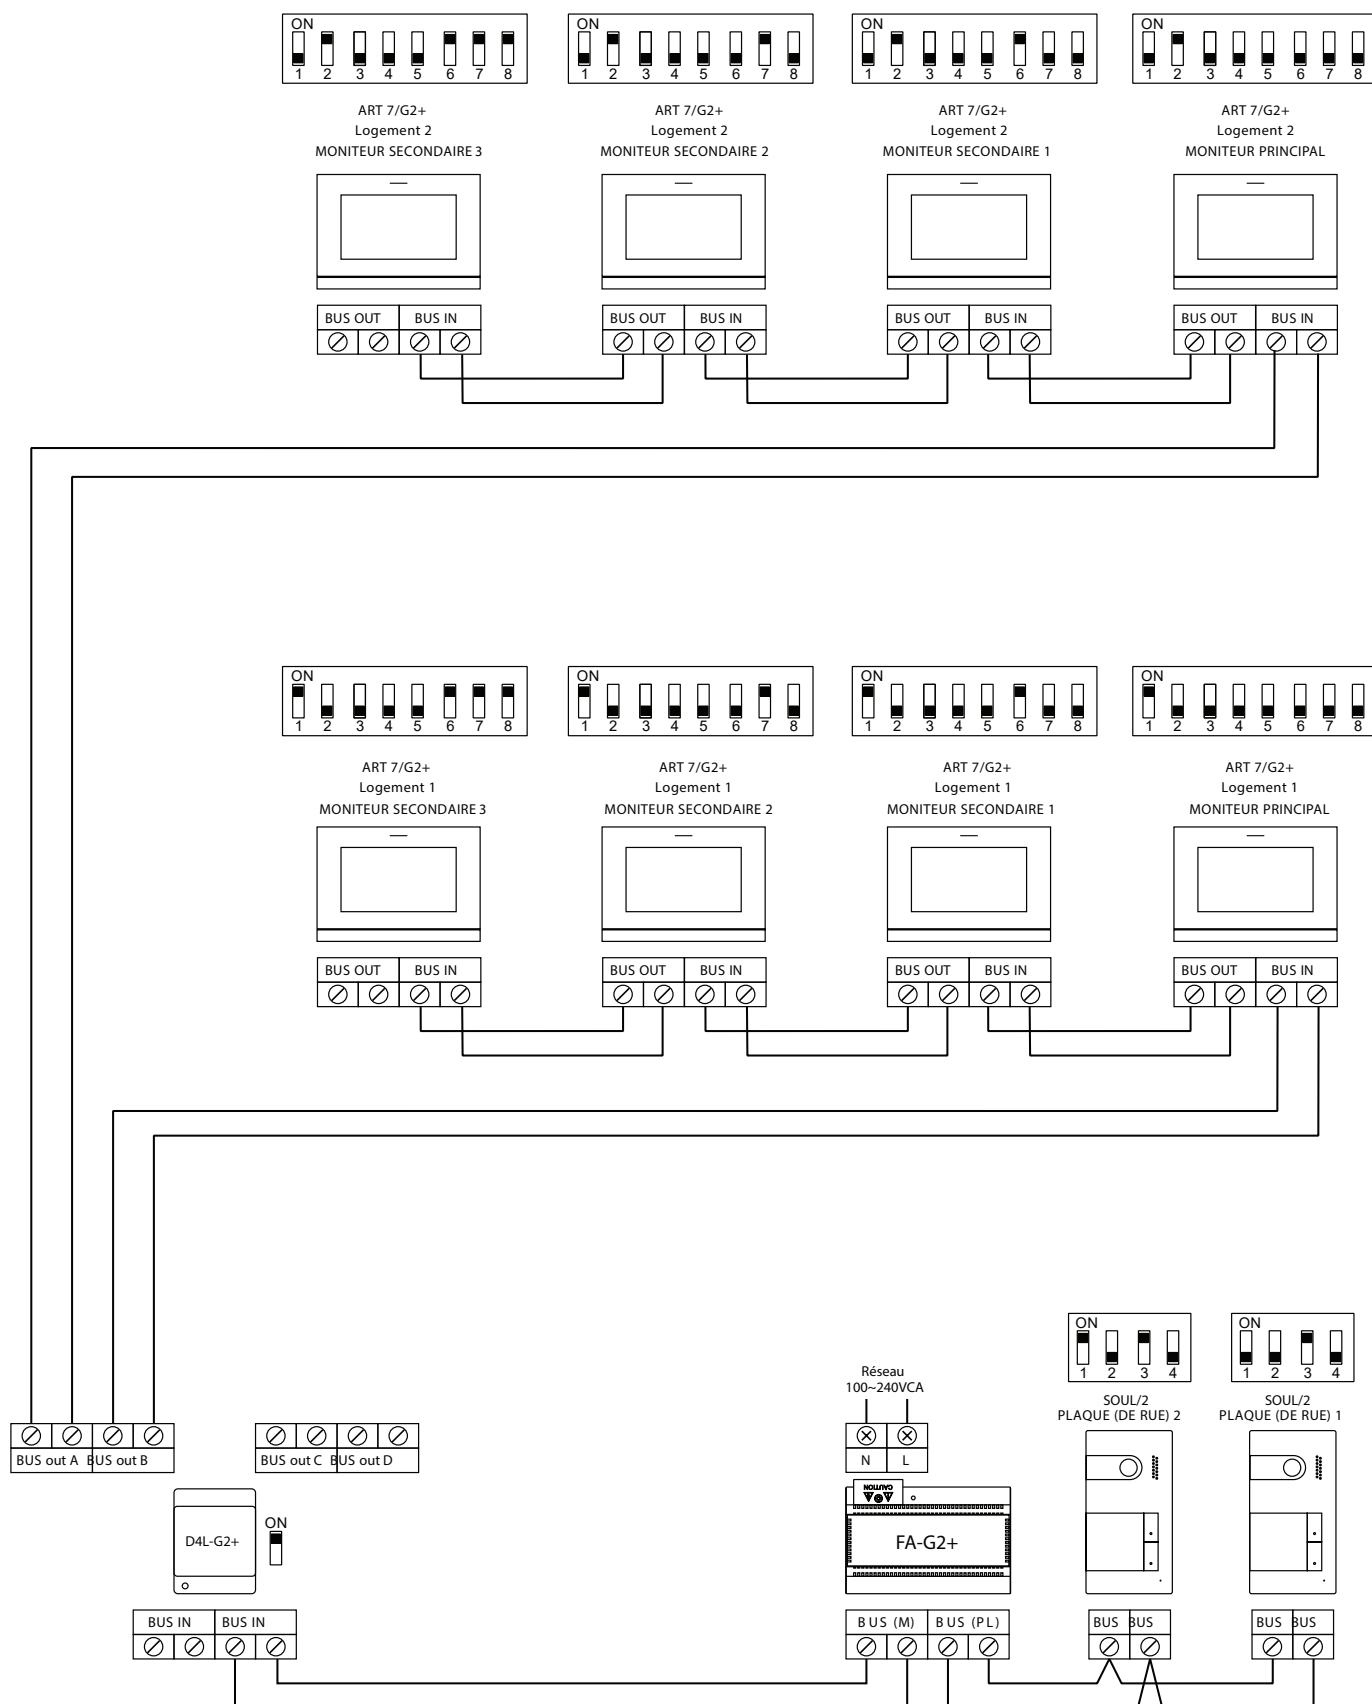 ON ON ON ON
1 2 3 4 5 6 7 8 1 2 3 4 5 6 7 8 1 2 3 4 5 6 7 8 1 2 3 4 5 6 7 8
ART 7/G2+ ART 7/G2+ ART 7/G2+ ART 7/G2+
Logement 2 Logement 2 Logement 2 Logement 2
MONITEUR SECONDAIRE 3 MONITEUR SECONDAIRE 2 MONITEUR SECONDAIRE 1 MONITEUR PRINCIPAL
BUS OUT BUS IN BUS OUT BUS IN BUS OUT BUS IN BUS OUT BUS IN
ON ON ON ON
1 2 3 4 5 6 7 8 1 2 3 4 5 6 7 8 1 2 3 4 5 6 7 8 1 2 3 4 5 6 7 8
ART 7/G2+ ART 7/G2+ ART 7/G2+ ART 7/G2+
Logement 1 Logement 1 Logement 1 Logement 1
MONITEUR SECONDAIRE 3 MONITEUR SECONDAIRE 2 MONITEUR SECONDAIRE 1 MONITEUR PRINCIPAL
BUS OUT BUS IN BUS OUT BUS IN BUS OUT BUS IN BUS OUT BUS IN
ON ON
1 2 3 4 1 2 3 4
Réseau
100~240VCA
SOUL/2 SOUL/2
PLAQUE (DE RUE) 2 PLAQUE (DE RUE) 1
BUS out A BUS out B BUS out C BUS out D
N L
CAUTION
ON
D4L-G2+
FA-G2+
BUS IN BUS IN BUS (M) BUS (PL) BUS BUS BUS BUS